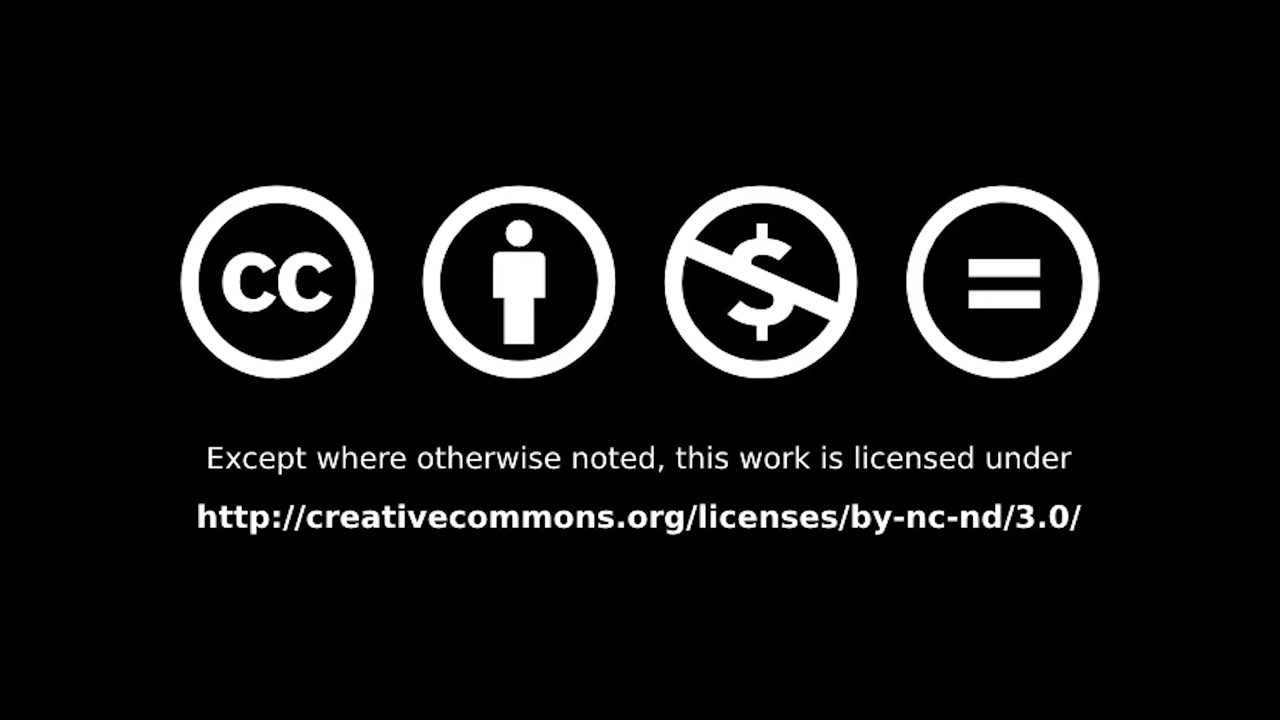 cc
$
=
Except where otherwise noted, this work is licensed under
http://creativecommons.org/licenses/by-nc-nd/3.0/